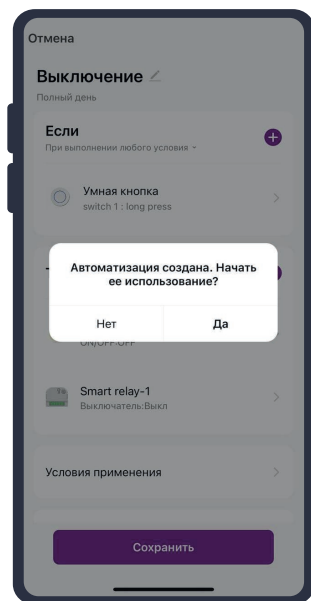 Отмена
Выключение
Полный день
Если
При выполнении любого условия
Умная кнопка
switch 1 : long press
Автоматизация создана. Начать
ее использование?
Нет
Да
ON/OFF:OFF
Smart relay-1
Выключатель:Выкл
Условия применения
Сохранить